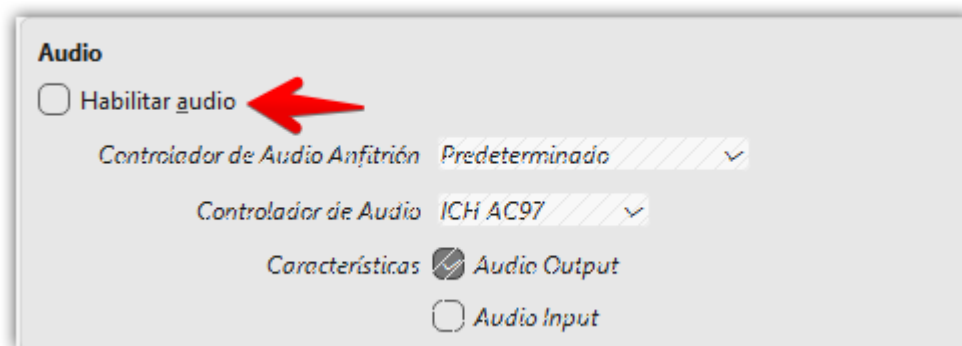 Audio
Habilitar audio
Controlador de Audio Anfitrión Predeterminado
Controlador de Audio ICH AC97
Características Audio Output
Audio Input